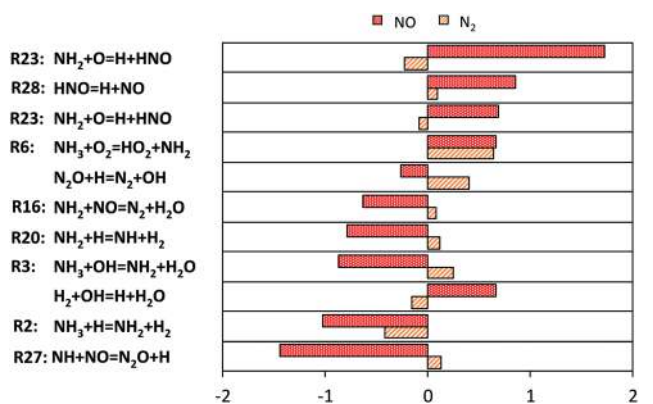 NO N₂
R23: NH₂+O=H+HNO
R28: HNO=H+NO
R23: NH₂+O=H+HNO
R6: NH₃+O₂=HO₂+NH₂
N₂O+H=N₂+OH
R16: NH₂+NO=N₂+H₂O
R20: NH₂+H=NH+H₂
R3: NH₃+OH=NH₂+H₂O
H₂+OH=H+H₂O
R2: NH₃+H=NH₂+H₂
R27: NH+NO=N₂O+H
-2 -1 0 1 2